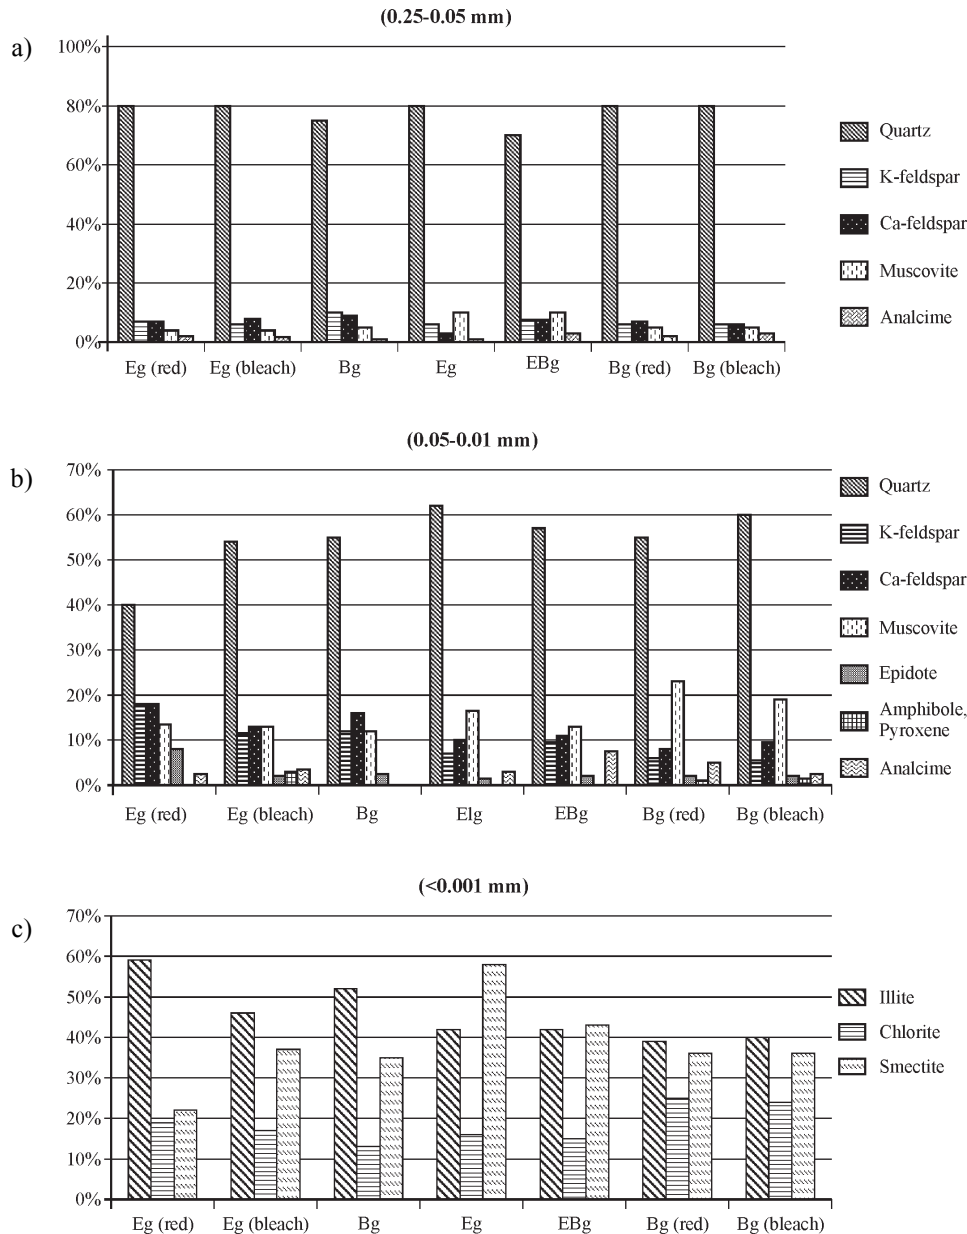 (0.25-0.05 mm)
a)
100%
80%
60%
40%
20%
0%
Eg (red) Eg (bleach) Bg Eg EBg Bg (red) Bg (bleach)
Quartz
K-feldspar
Ca-feldspar
Muscovite
Analcime
(0.05-0.01 mm)
b)
70%
60%
50%
40%
30%
20%
10%
0%
Eg (red) Eg (bleach) Bg Elg EBg Bg (red) Bg (bleach)
Quartz
K-feldspar
Ca-feldspar
Muscovite
Epidote
Amphibole,
Pyroxene
Analcime
(<0.001 mm)
c)
70%
60%
50%
40%
30%
20%
10%
0%
Eg (red) Eg (bleach) Bg Eg EBg Bg (red) Bg (bleach)
Illite
Chlorite
Smectite